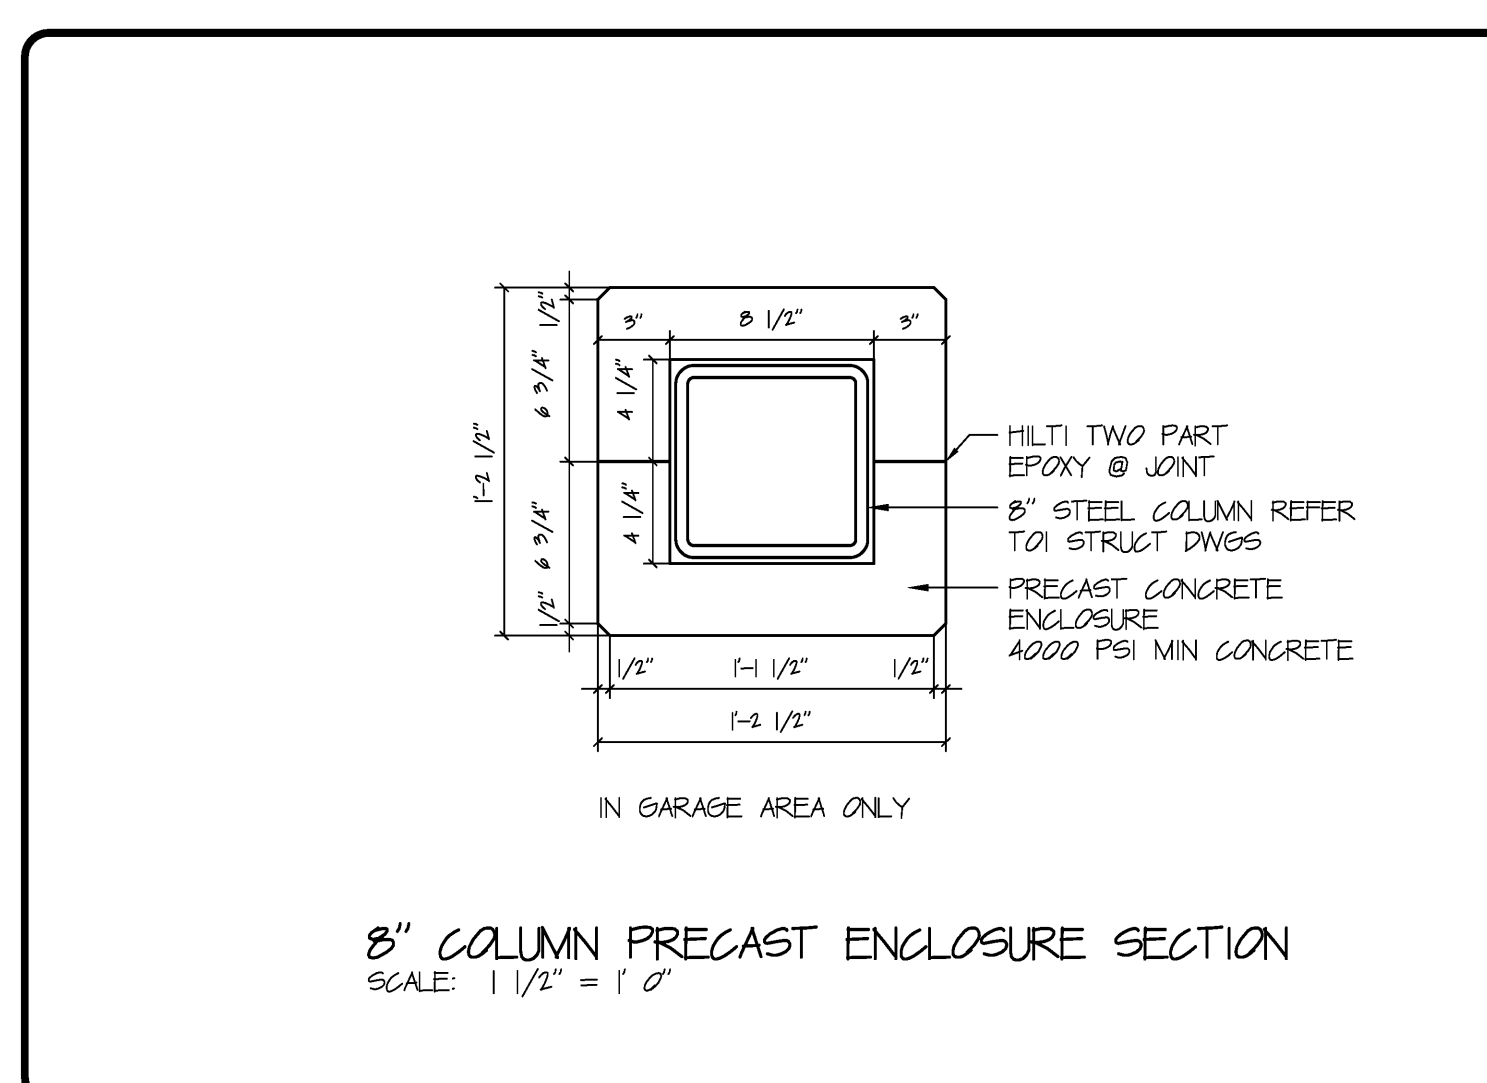 1/2"
3"
8 1/2"
3"
6 3/4"
4 1/4"
1'-2 1/2"
HILTI TWO PART
EPOXY @ JOINT
4 1/4"
6 3/4"
8" STEEL COLUMN REFER
TO1 STRUCT DWGS
1/2"
PRECAST CONCRETE
ENCLOSURE
4000 PSI MIN CONCRETE
1/2"
1'-1 1/2"
1/2"
1'-2 1/2"
IN GARAGE AREA ONLY
8" COLUMN PRECAST ENCLOSURE SECTION
SCALE: 1 1/2" = 1' 0"